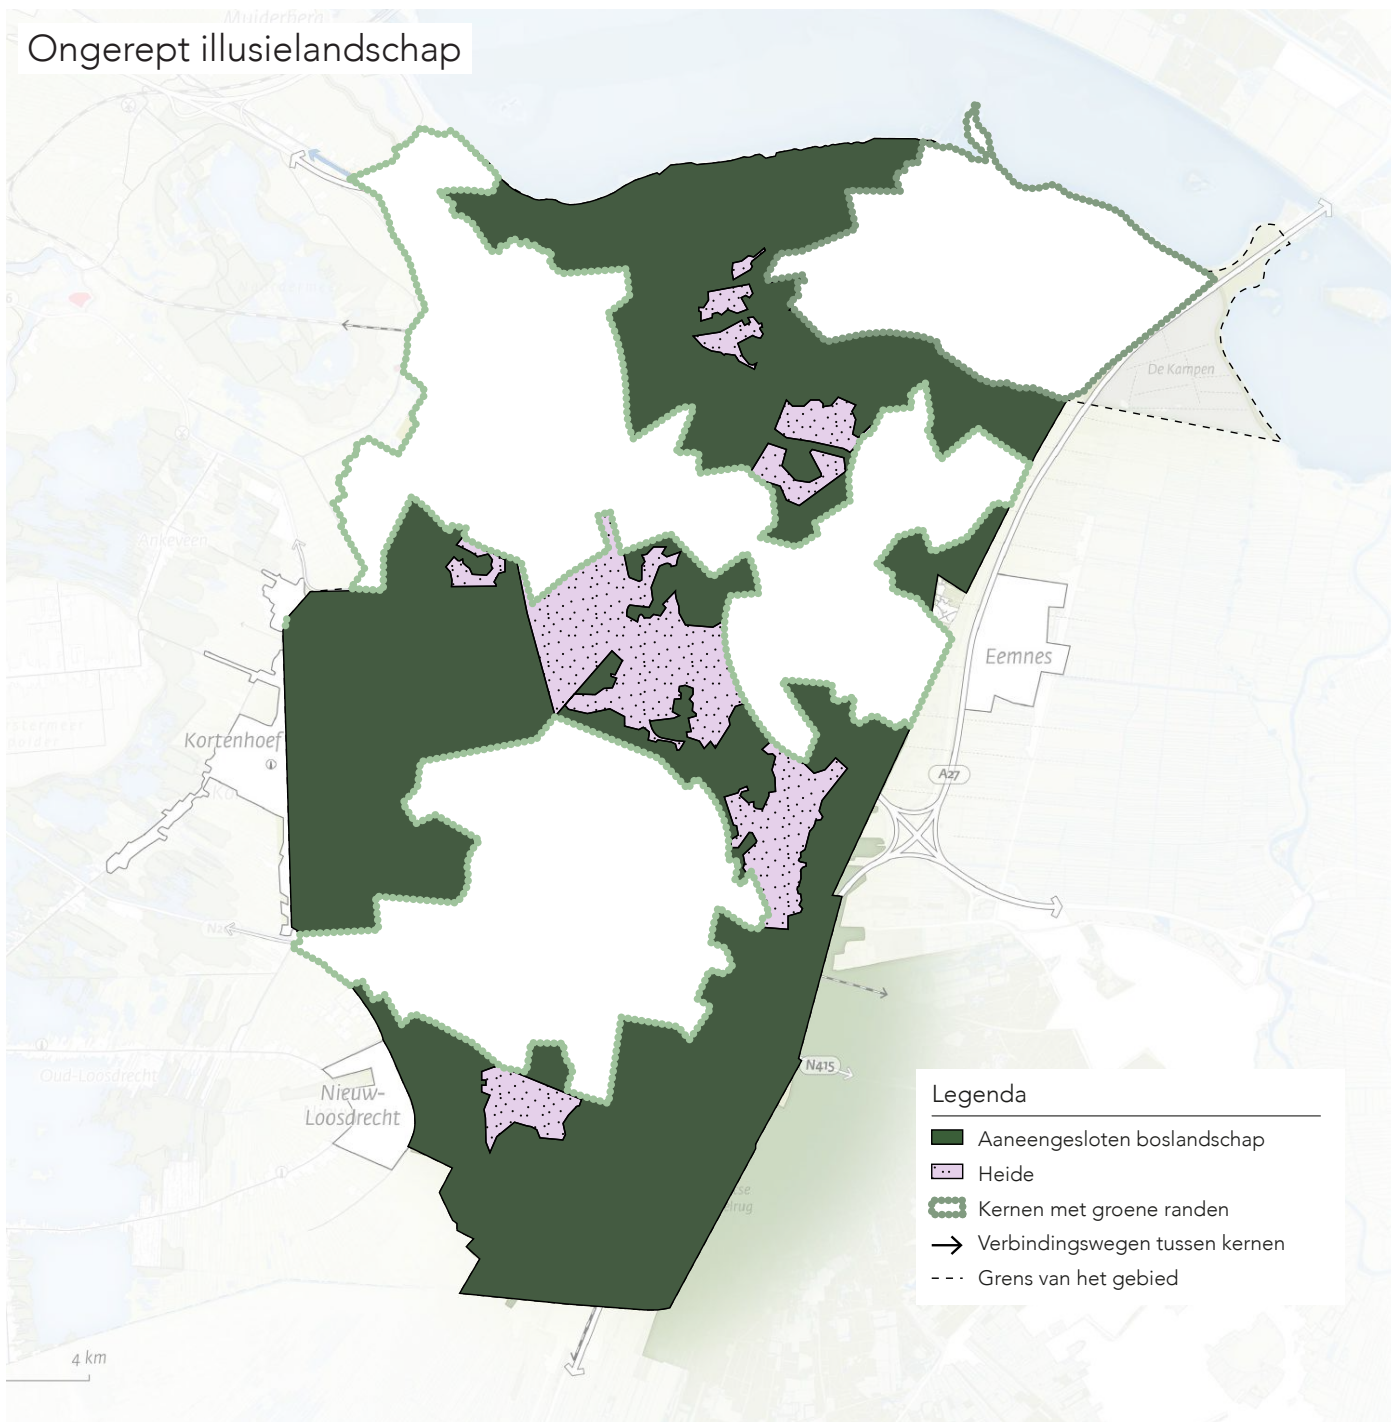 Muiderberg
Ongerept illusielandschap
De Kampen
Ankeveen
Eemnes
Kortenhoef
A27
Oud-Loosdrecht
N415
Nieuw-
Loosdrecht
Legenda
Aaneengesloten boslandschap
Heide
Kernen met groene randen
Verbindingswegen tussen kernen
Grens van het gebied
4 km